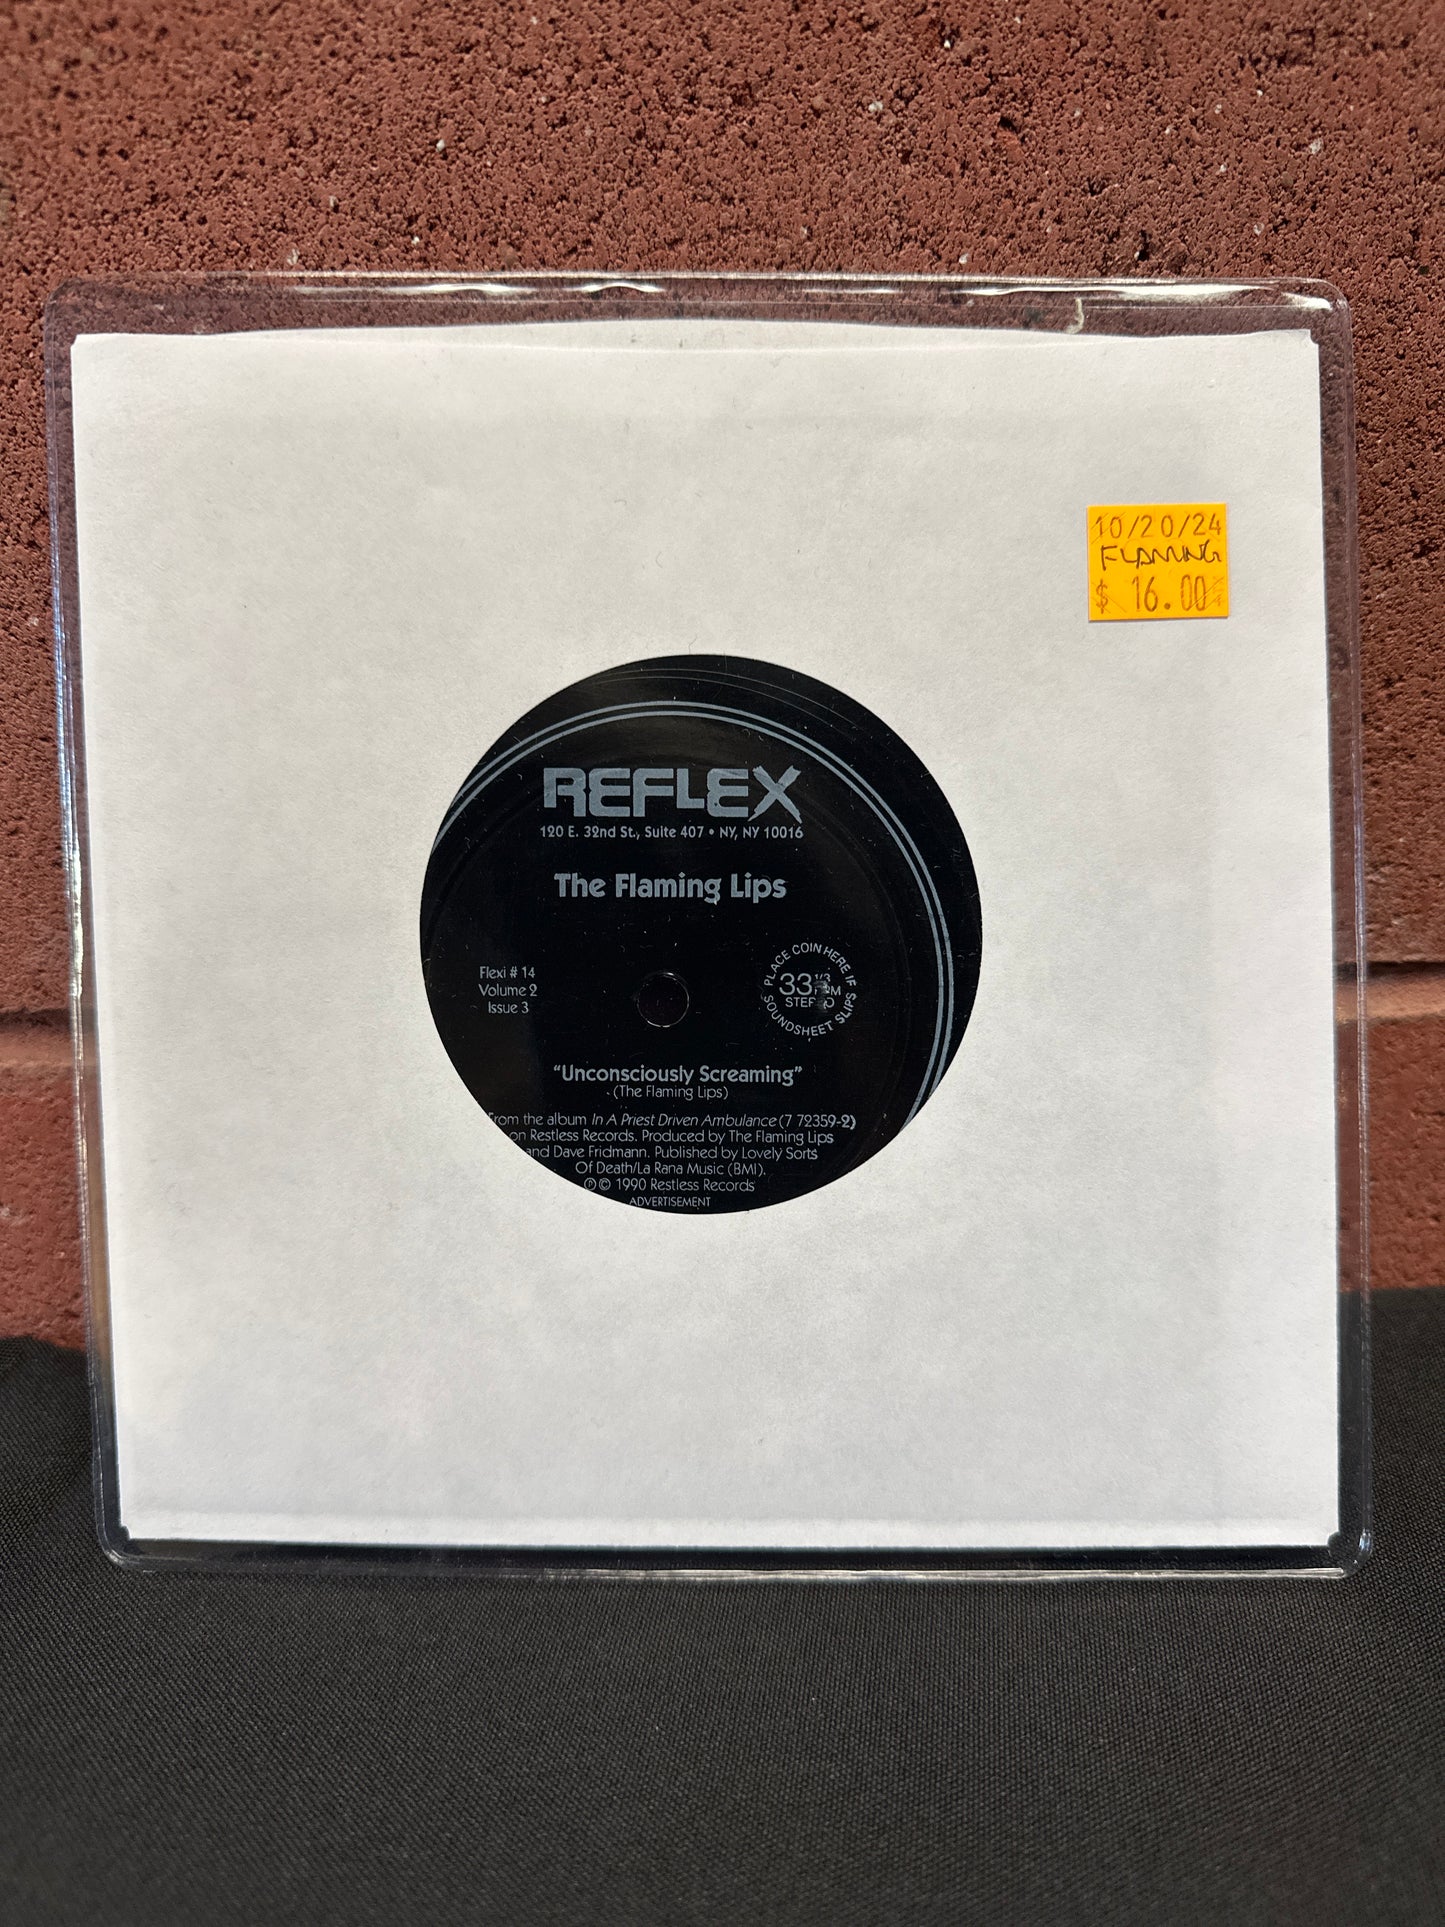 10/20/24
FLAMING
$ 16.00
REFLEX
120 E. 32nd St., Suite 407 • NY, NY 10016
The Flaming Lips
Flexi # 14
Volume 2
Issue 3
PLACE COIN HERE IF
SOUNDSHEET SLIPS
33 1/3
STEREO
"Unconsciously Screaming"
(The Flaming Lips)
From the album In A Priest Driven Ambulance (7 72359-2)
on Restless Records. Produced by The Flaming Lips
and Dave Fridmann. Published by Lovely Sorts
Of Death/La Rana Music (BMI).
℗© 1990 Restless Records
ADVERTISEMENT